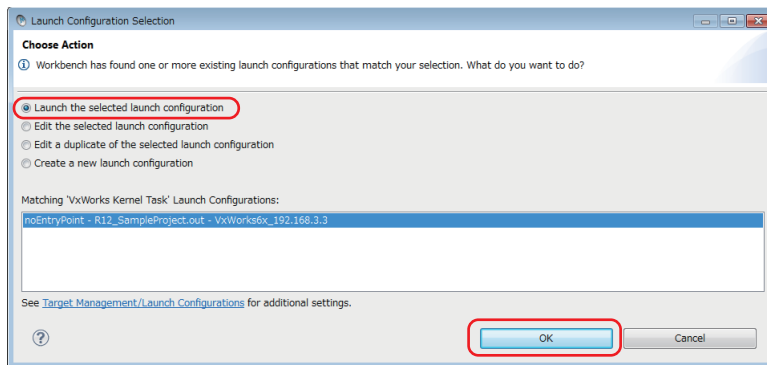 Launch Configuration Selection
Choose Action
Workbench has found one or more existing launch configurations that match your selection. What do you want to do?
Launch the selected launch configuration
Edit the selected launch configuration
Edit a duplicate of the selected launch configuration
Create a new launch configuration
Matching 'VxWorks Kernel Task' Launch Configurations:
noEntryPoint - R12_SampleProject.out - VxWorks6x_192.168.3.3
See Target Management/Launch Configurations for additional settings.
OK Cancel